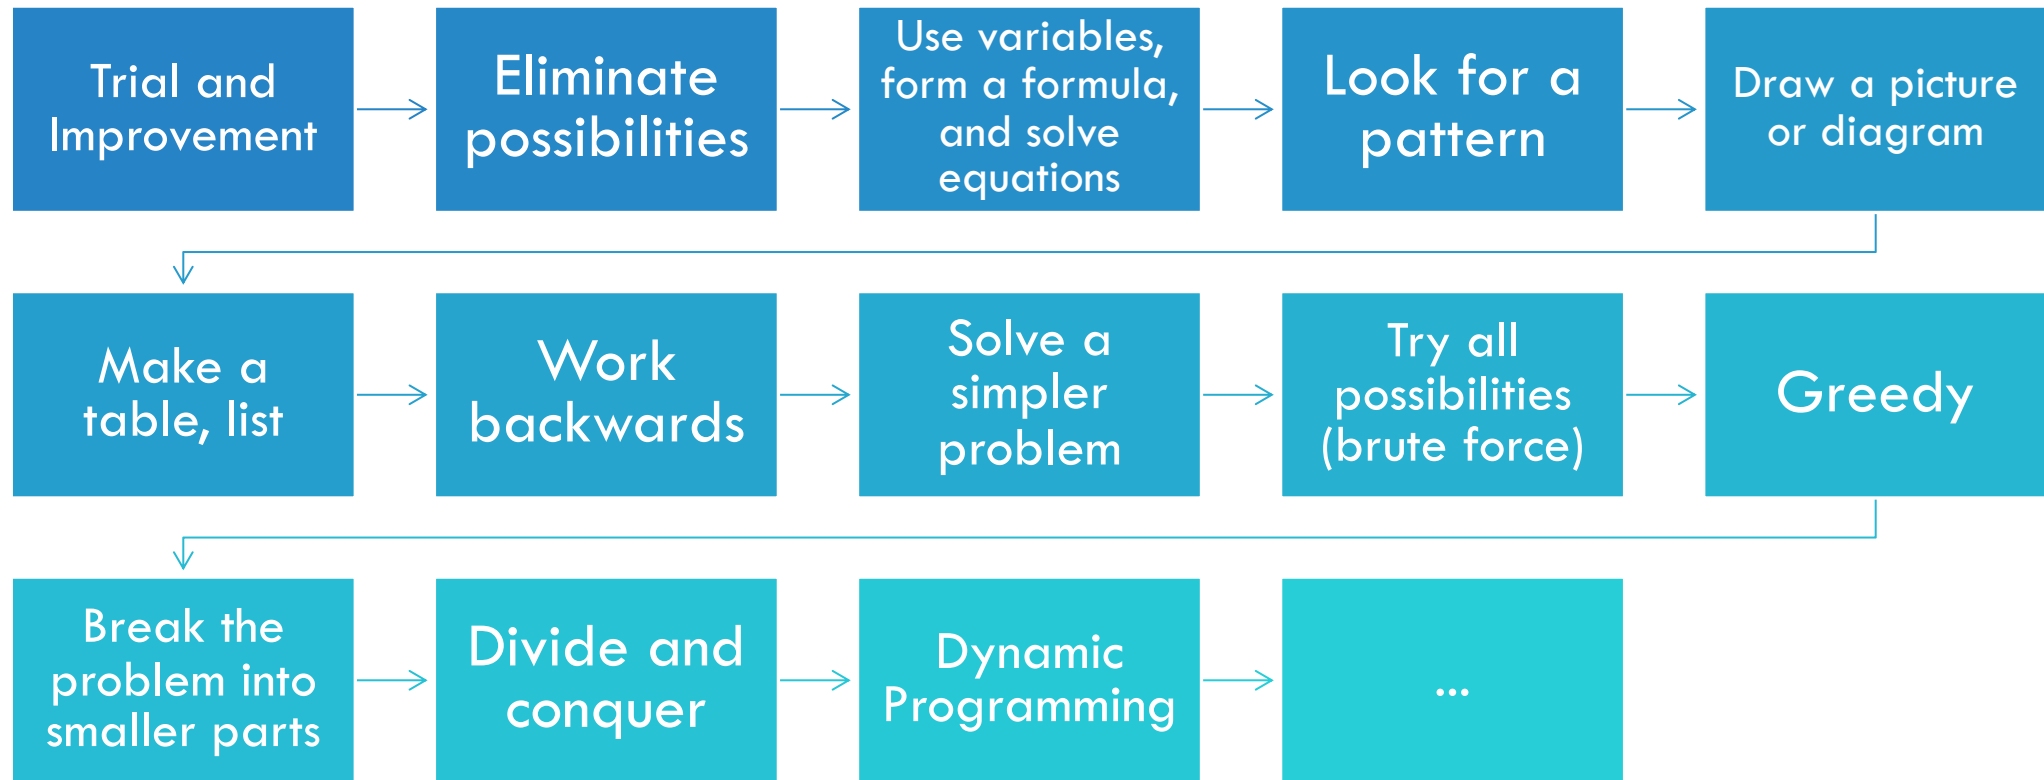 Trial and
Improvement
Eliminate
possibilities
Use variables,
form a formula,
and solve
equations
Look for a
pattern
Draw a picture
or diagram
Make a
table, list
Work
backwards
Solve a
simpler
problem
Try all
possibilities
(brute force)
Greedy
Break the
problem into
smaller parts
Divide and
conquer
Dynamic
Programming
...